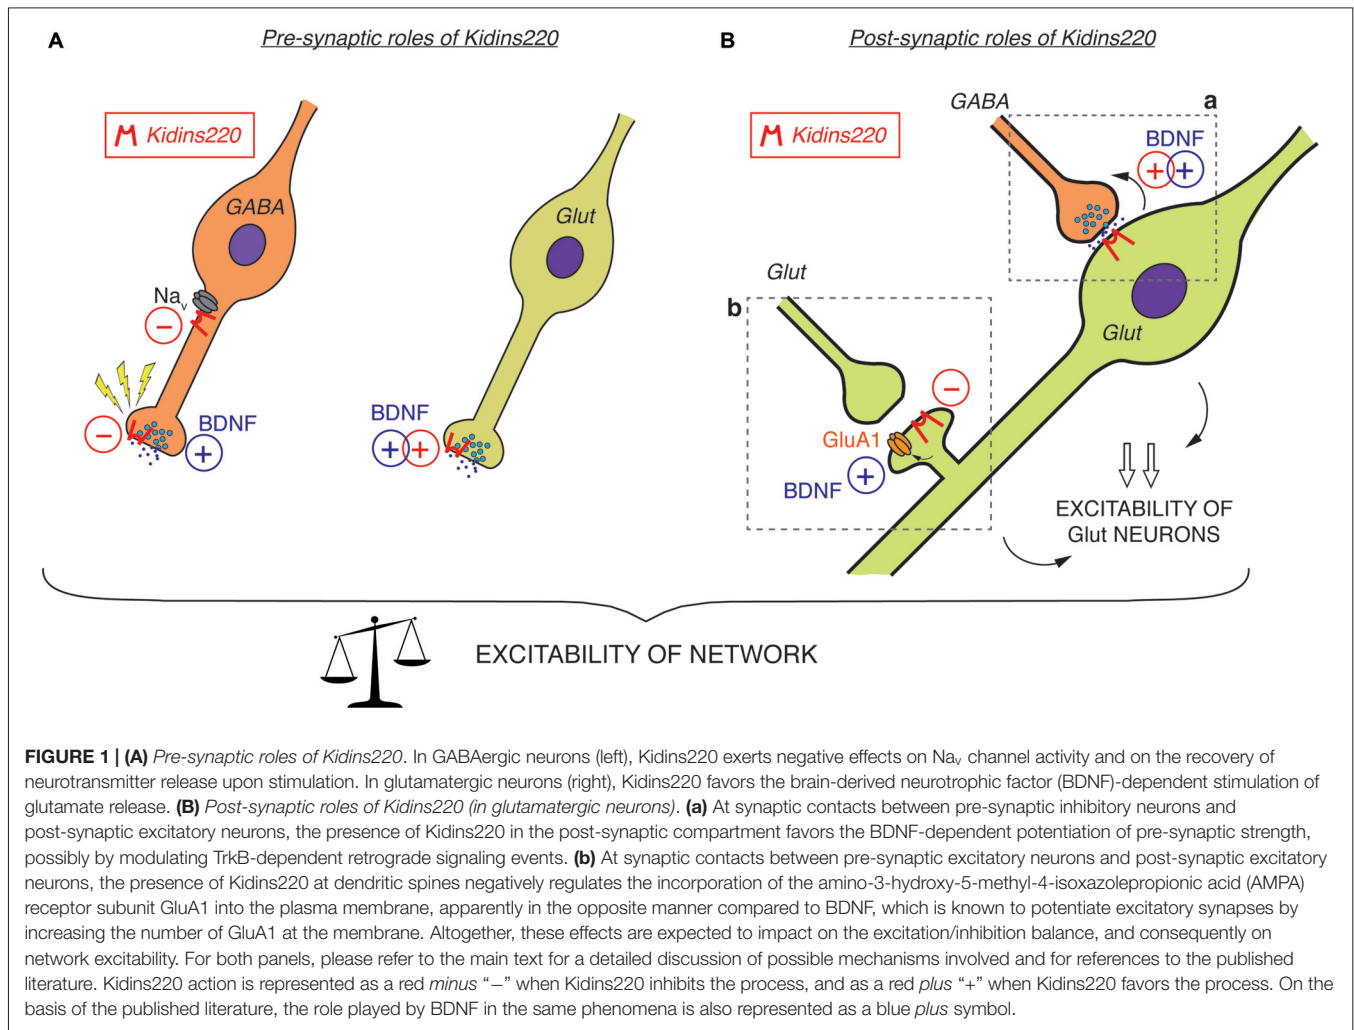 A
Pre-synaptic roles of Kidins220
Kidins220
GABA
Nav
−
−
BDNF
+
Glut
BDNF
+ +
B
Post-synaptic roles of Kidins220
Kidins220
GABA
a
BDNF
+ +
Glut
b
Glut
−
GluA1
+
BDNF
EXCITABILITY OF
Glut NEURONS
EXCITABILITY OF NETWORK
FIGURE 1 | (A) Pre-synaptic roles of Kidins220. In GABAergic neurons (left), Kidins220 exerts negative effects on Nav channel activity and on the recovery of
neurotransmitter release upon stimulation. In glutamatergic neurons (right), Kidins220 favors the brain-derived neurotrophic factor (BDNF)-dependent stimulation of
glutamate release. (B) Post-synaptic roles of Kidins220 (in glutamatergic neurons). (a) At synaptic contacts between pre-synaptic inhibitory neurons and
post-synaptic excitatory neurons, the presence of Kidins220 in the post-synaptic compartment favors the BDNF-dependent potentiation of pre-synaptic strength,
possibly by modulating TrkB-dependent retrograde signaling events. (b) At synaptic contacts between pre-synaptic excitatory neurons and post-synaptic excitatory
neurons, the presence of Kidins220 at dendritic spines negatively regulates the incorporation of the amino-3-hydroxy-5-methyl-4-isoxazolepropionic acid (AMPA)
receptor subunit GluA1 into the plasma membrane, apparently in the opposite manner compared to BDNF, which is known to potentiate excitatory synapses by
increasing the number of GluA1 at the membrane. Altogether, these effects are expected to impact on the excitation/inhibition balance, and consequently on
network excitability. For both panels, please refer to the main text for a detailed discussion of possible mechanisms involved and for references to the published
literature. Kidins220 action is represented as a red minus “−” when Kidins220 inhibits the process, and as a red plus “+” when Kidins220 favors the process. On the
basis of the published literature, the role played by BDNF in the same phenomena is also represented as a blue plus symbol.